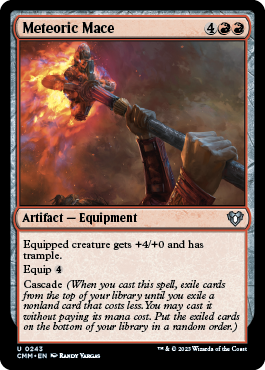 Meteoric Mace 4
Artifact — Equipment
Equipped creature gets +4/+0 and has
trample.
Equip 4
Cascade (When you cast this spell, exile cards
from the top of your library until you exile a
nonland card that costs less. You may cast it
without paying its mana cost. Put the exiled cards
on the bottom of your library in a random order.)
U 0243
CMM • EN RANDY VARGAS
™ & © 2023 Wizards of the Coast